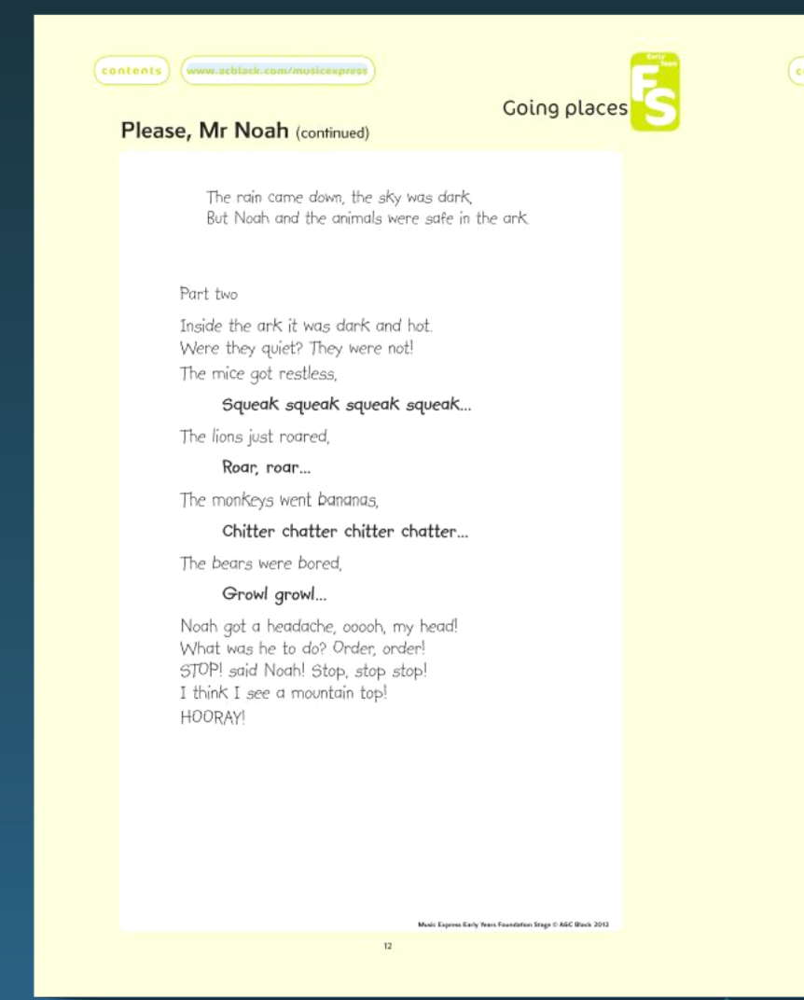 contents
www.acblack.com/musicexpress
Early
Years
FS
Going places
Please, Mr Noah (continued)
The rain came down, the sky was dark,
But Noah and the animals were safe in the ark.
Part two
Inside the ark it was dark and hot.
Were they quiet? They were not!
The mice got restless,
Squeak squeak squeak squeak...
The lions just roared,
Roar, roar...
The monkeys went bananas,
Chitter chatter chitter chatter...
The bears were bored,
Growl growl...
Noah got a headache, ooooh, my head!
What was he to do? Order, order!
STOP! said Noah! Stop, stop stop!
I think I see a mountain top!
HOORAY!
Music Express Early Years Foundation Stage © A&C Black 2012
12
c